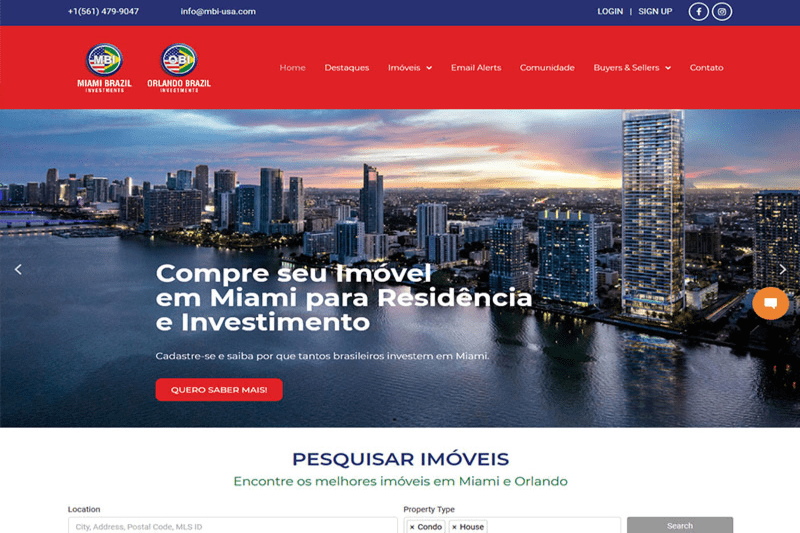 +1(561) 479-9047
info@mbi-usa.com
LOGIN | SIGN UP
MBI
MIAMI BRAZIL
INVESTMENTS
OBI
ORLANDO BRAZIL
INVESTMENTS
Home
Destaques
Imóveis
Email Alerts
Comunidade
Buyers & Sellers
Contato
Compre seu Imóvel
em Miami para Residência
e Investimento
Cadastre-se e saiba por que tantos brasileiros investem em Miami.
QUERO SABER MAIS!
PESQUISAR IMÓVEIS
Encontre os melhores imóveis em Miami e Orlando
Location
City, Address, Postal Code, MLS ID
Property Type
× Condo × House
Search